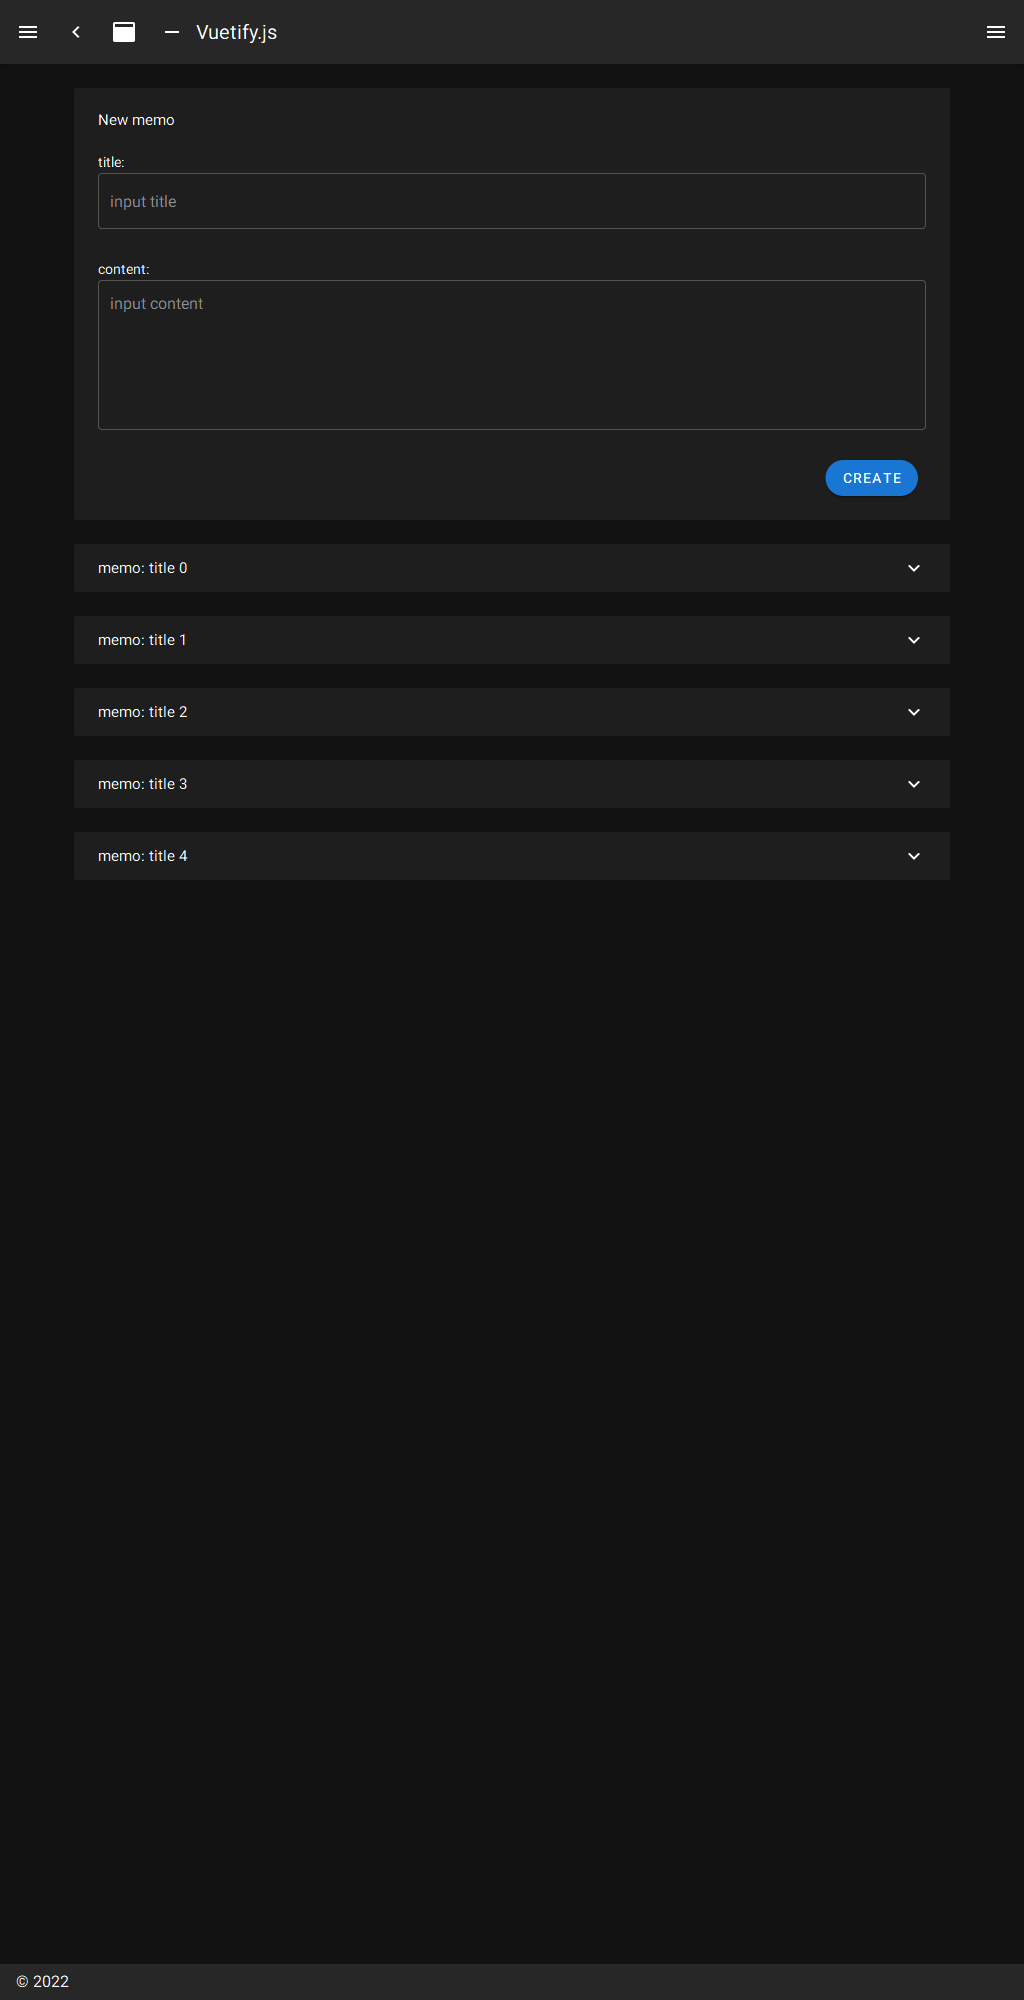 Vuetify.js
New memo
title:
input title
content:
input content
CREATE
memo: title 0
memo: title 1
memo: title 2
memo: title 3
memo: title 4
© 2022